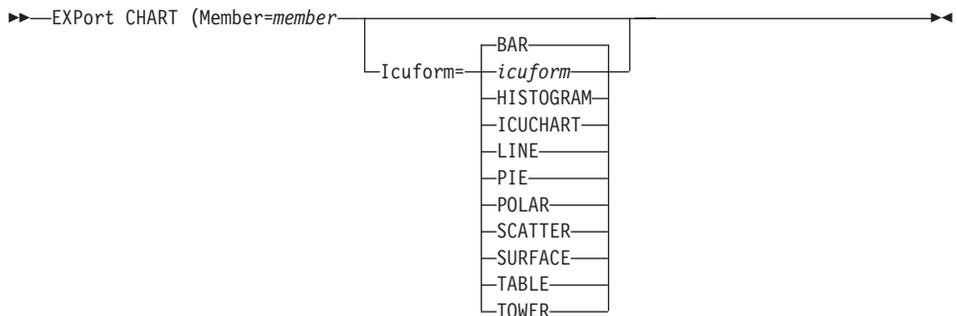 EXPort CHART (Member=member
BAR
Icuform= icuform
HISTOGRAM
ICUCHART
LINE
PIE
POLAR
SCATTER
SURFACE
TABLE
TOWER